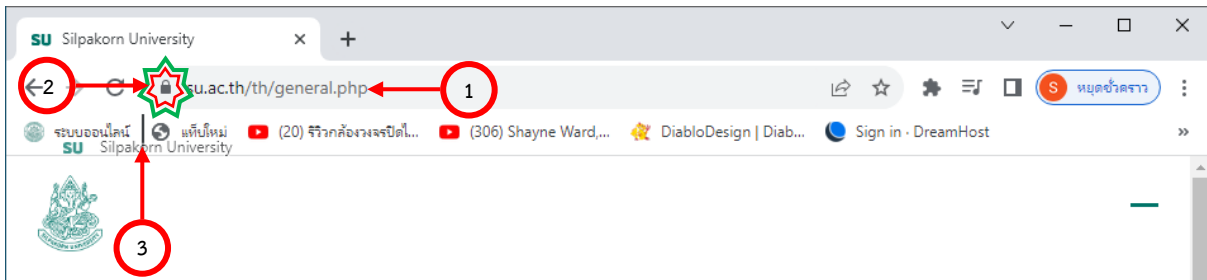 SU Silpakorn University
2
su.ac.th/th/general.php
1
S หยุดชั่วคราว
ระบบออนไลน์
แท็บใหม่
(20) รีวิวกล้องวงจรปิดไ...
(306) Shayne Ward,...
DiabloDesign | Diab...
Sign in · DreamHost
SU Silpakorn University
3